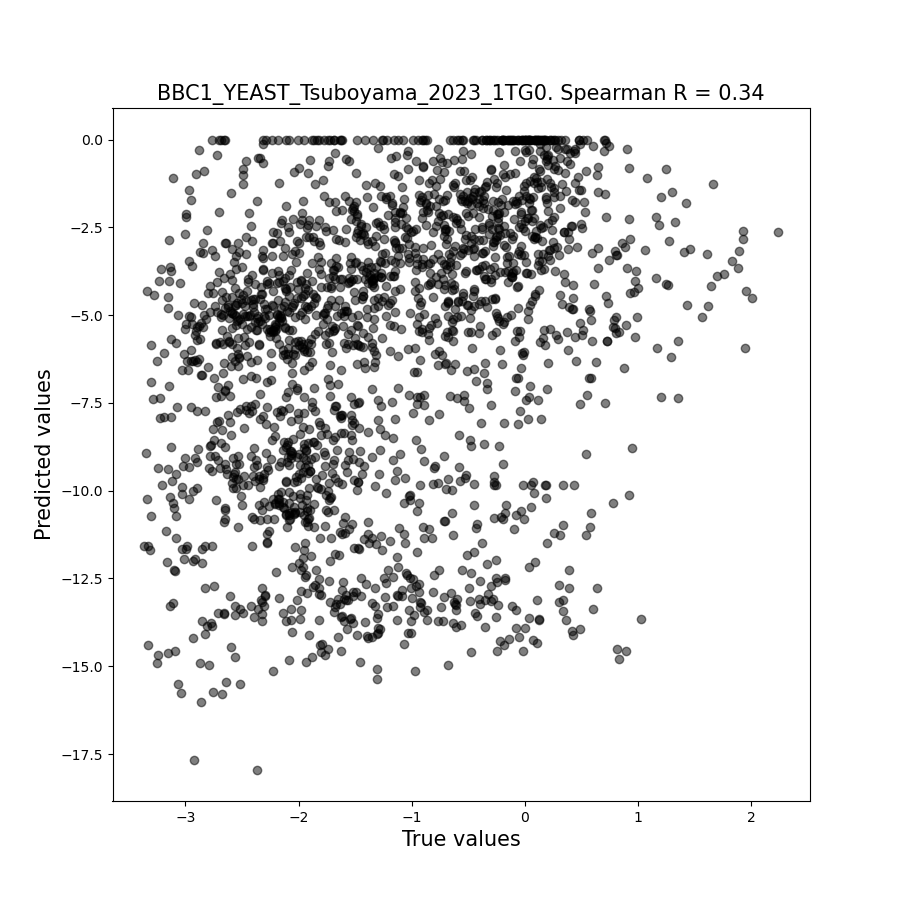 BBC1_YEAST_Tsuboyama_2023_1TG0. Spearman R = 0.34
0.0
−2.5
−5.0
−7.5
−10.0
−12.5
−15.0
−17.5
Predicted values
−3 −2 −1 0 1 2
True values